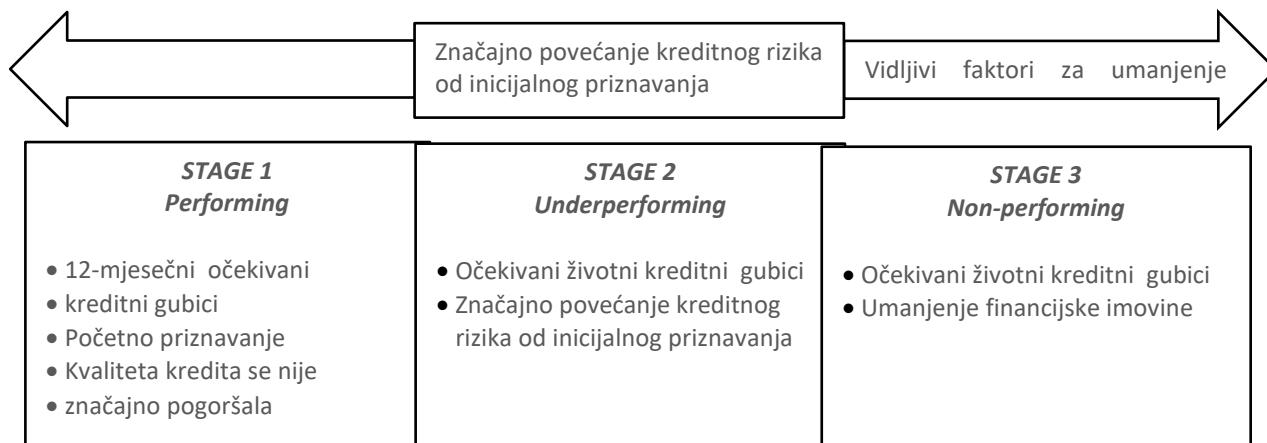 Značajno povećanje kreditnog rizika
od inicijalnog priznavanja
Vidljivi faktori za umanjenje
STAGE 1
Performing
• 12-mjesečni očekivani
• kreditni gubici
• Početno priznavanje
• Kvaliteta kredita se nije
• značajno pogoršala
STAGE 2
Underperforming
• Očekivani životni kreditni gubici
• Značajno povećanje kreditnog
rizika od inicijalnog priznavanja
STAGE 3
Non-performing
• Očekivani životni kreditni gubici
• Umanjenje financijske imovine